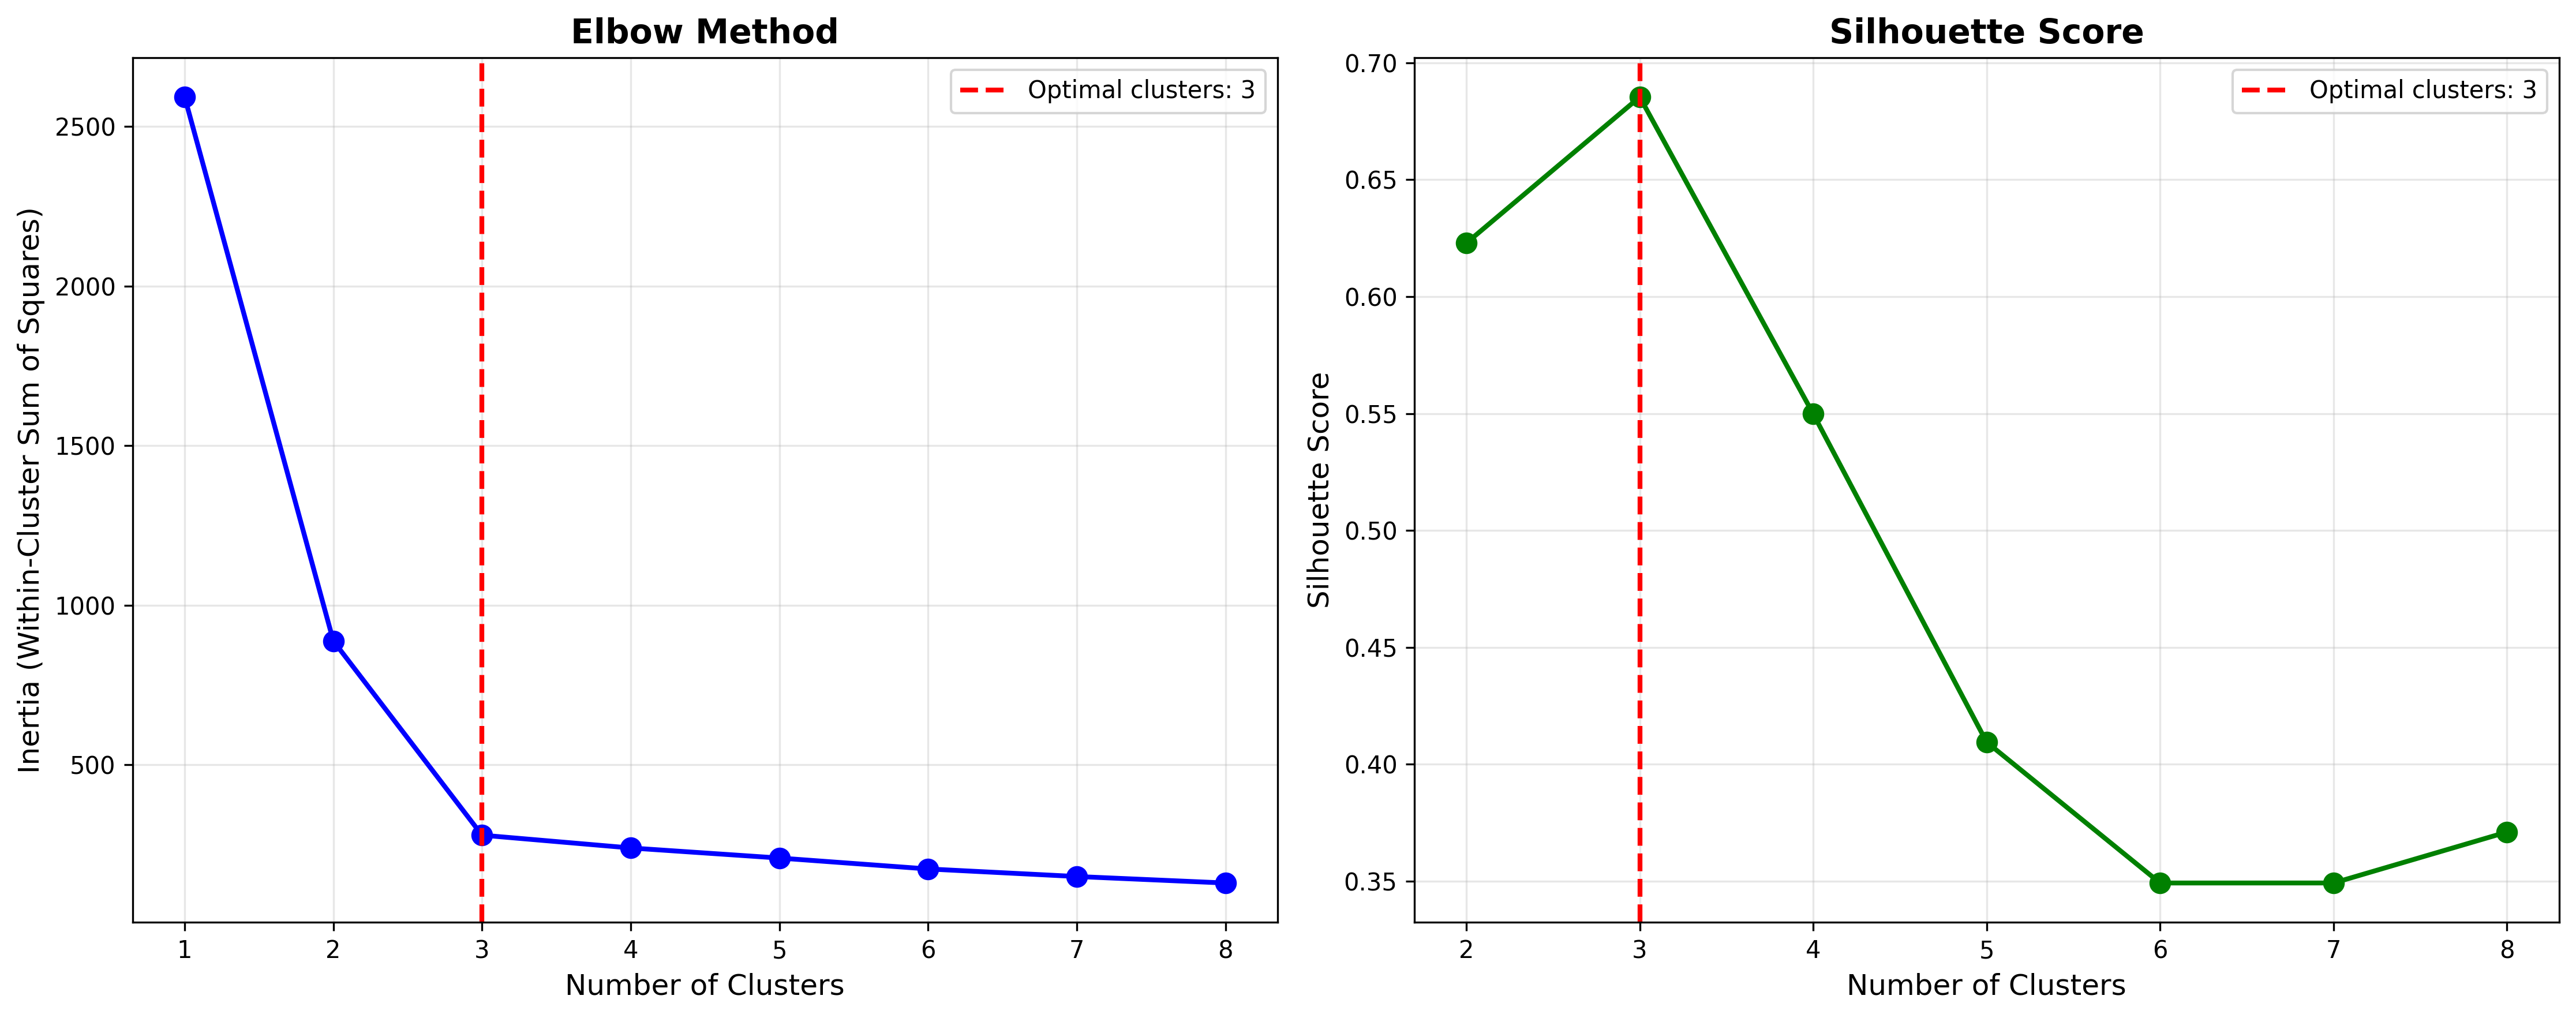 Elbow Method
Optimal clusters: 3
Inertia (Within-Cluster Sum of Squares)
2500
2000
1500
1000
500
1 2 3 4 5 6 7 8
Number of Clusters
Silhouette Score
Optimal clusters: 3
Silhouette Score
0.70
0.65
0.60
0.55
0.50
0.45
0.40
0.35
2 3 4 5 6 7 8
Number of Clusters